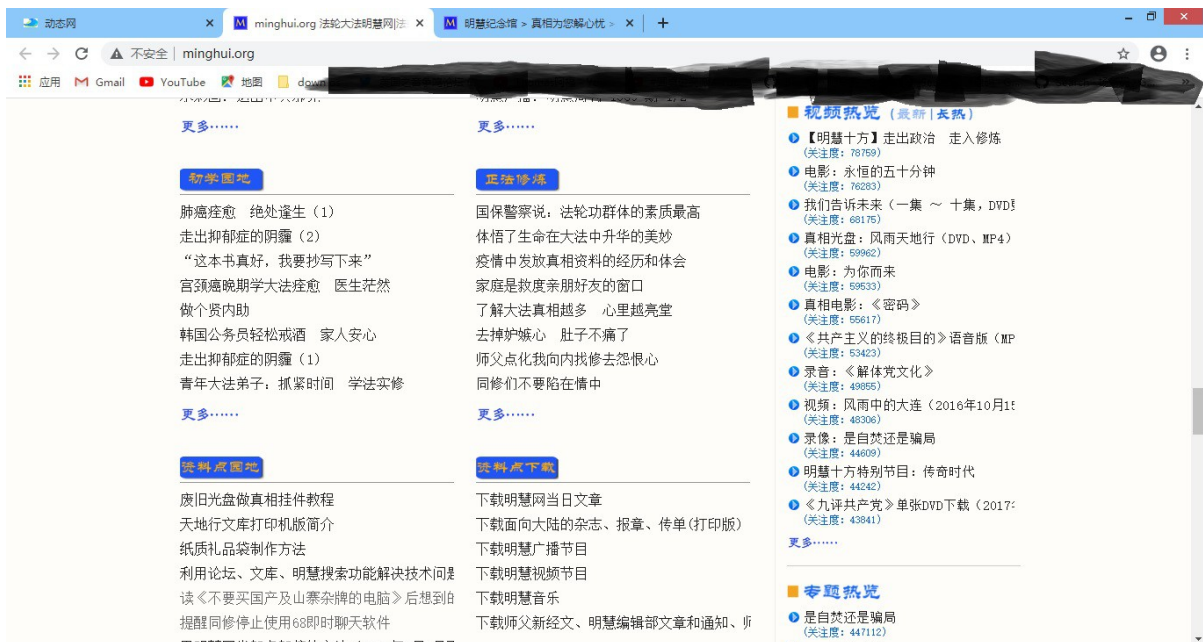 动态网
minghui.org 法轮大法明慧网|法
明慧纪念馆 > 真相为您解心忧 >
不安全 | minghui.org
应用 Gmail YouTube 地图 down
更多……
初学园地
肺癌痊愈 绝处逢生（1）
走出抑郁症的阴霾（2）
“这本书真好，我要抄写下来”
宫颈癌晚期学大法痊愈 医生茫然
做个贤内助
韩国公务员轻松戒酒 家人安心
走出抑郁症的阴霾（1）
青年大法弟子：抓紧时间 学法实修
更多……
资料点园地
废旧光盘做真相挂件教程
天地行文库打印机版简介
纸质礼品袋制作方法
利用论坛、文库、明慧搜索功能解决技术问是
读《不要买国产及山寨杂牌的电脑》后想到的
提醒同修停止使用68即时聊天软件
更多……
正法修炼
国保警察说：法轮功群体的素质最高
体悟了生命在大法中升华的美妙
疫情中发放真相资料的经历和体会
家庭是救度亲朋好友的窗口
了解大法真相越多 心里越亮堂
去掉妒嫉心 肚子不痛了
师父点化我向内找修去怨恨心
同修们不要陷在情中
更多……
资料点下载
下载明慧网当日文章
下载面向大陆的杂志、报章、传单(打印版)
下载明慧广播节目
下载明慧视频节目
下载明慧音乐
下载师父新经文、明慧编辑部文章和通知、师
视频热览（最新|长热）
【明慧十方】走出政治 走入修炼
(关注度: 78759)
电影：永恒的五十分钟
(关注度: 76283)
我们告诉未来（一集 ～ 十集，DVD
(关注度: 68175)
真相光盘：风雨天地行（DVD、MP4）
(关注度: 59962)
电影：为你而来
(关注度: 59533)
真相电影：《密码》
(关注度: 55617)
《共产主义的终极目的》语音版（MP
(关注度: 53423)
录音：《解体党文化》
(关注度: 49855)
视频：风雨中的大连（2016年10月15
(关注度: 48306)
录像：是自焚还是骗局
(关注度: 44609)
明慧十方特别节目：传奇时代
(关注度: 44242)
《九评共产党》单张DVD下载（2017
(关注度: 43841)
更多……
专题热览
是自焚还是骗局
(关注度: 447112)